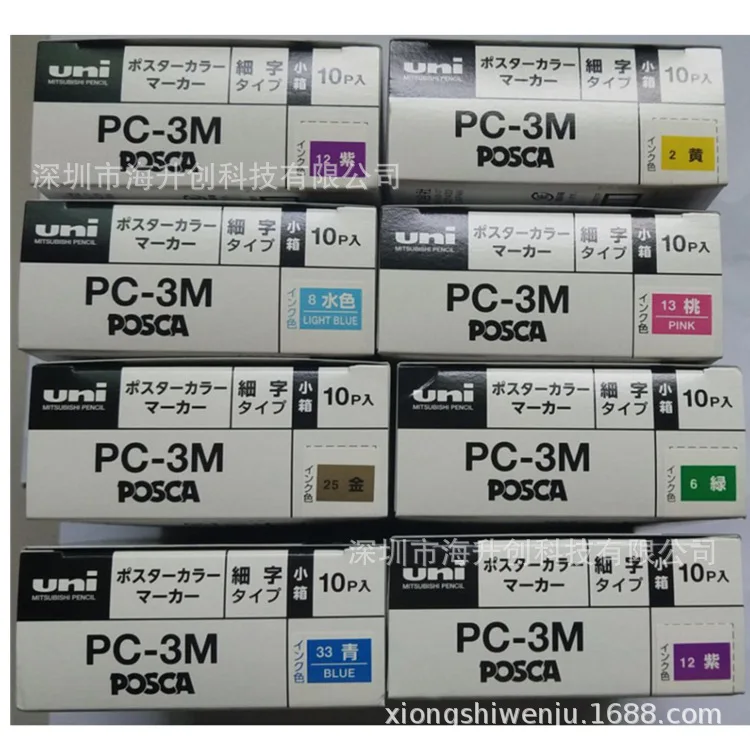 uni
MITSUBISHI PENCIL
ポスターカラー
マーカー
細字
タイプ
小箱
10P入
PC-3M
POSCA
12 紫
uni
MITSUBISHI PENCIL
ポスターカラー
マーカー
細字
タイプ
小箱
10P入
PC-3M
POSCA
インク色
2 黄
深圳市海升创科技有限公司
uni
MITSUBISHI PENCIL
ポスターカラー
マーカー
細字
タイプ
小箱
10P入
PC-3M
POSCA
インク色
8 水色
LIGHT BLUE
uni
MITSUBISHI PENCIL
ポスターカラー
マーカー
細字
タイプ
小箱
10P入
PC-3M
POSCA
インク色
13 桃
PINK
uni
MITSUBISHI PENCIL
ポスターカラー
マーカー
細字
タイプ
小箱
10P入
PC-3M
POSCA
インク色
25 金
uni
MITSUBISHI PENCIL
ポスターカラー
マーカー
細字
タイプ
小箱
10P入
PC-3M
POSCA
インク色
6 緑
深圳市海升创科技有限公司
uni
MITSUBISHI PENCIL
ポスターカラー
マーカー
細字
タイプ
小箱
10P入
PC-3M
POSCA
インク色
33 青
BLUE
uni
MITSUBISHI PENCIL
ポスターカラー
マーカー
細字
タイプ
小箱
10P入
PC-3M
POSCA
インク色
12 紫
xiongshiwenju.1688.com